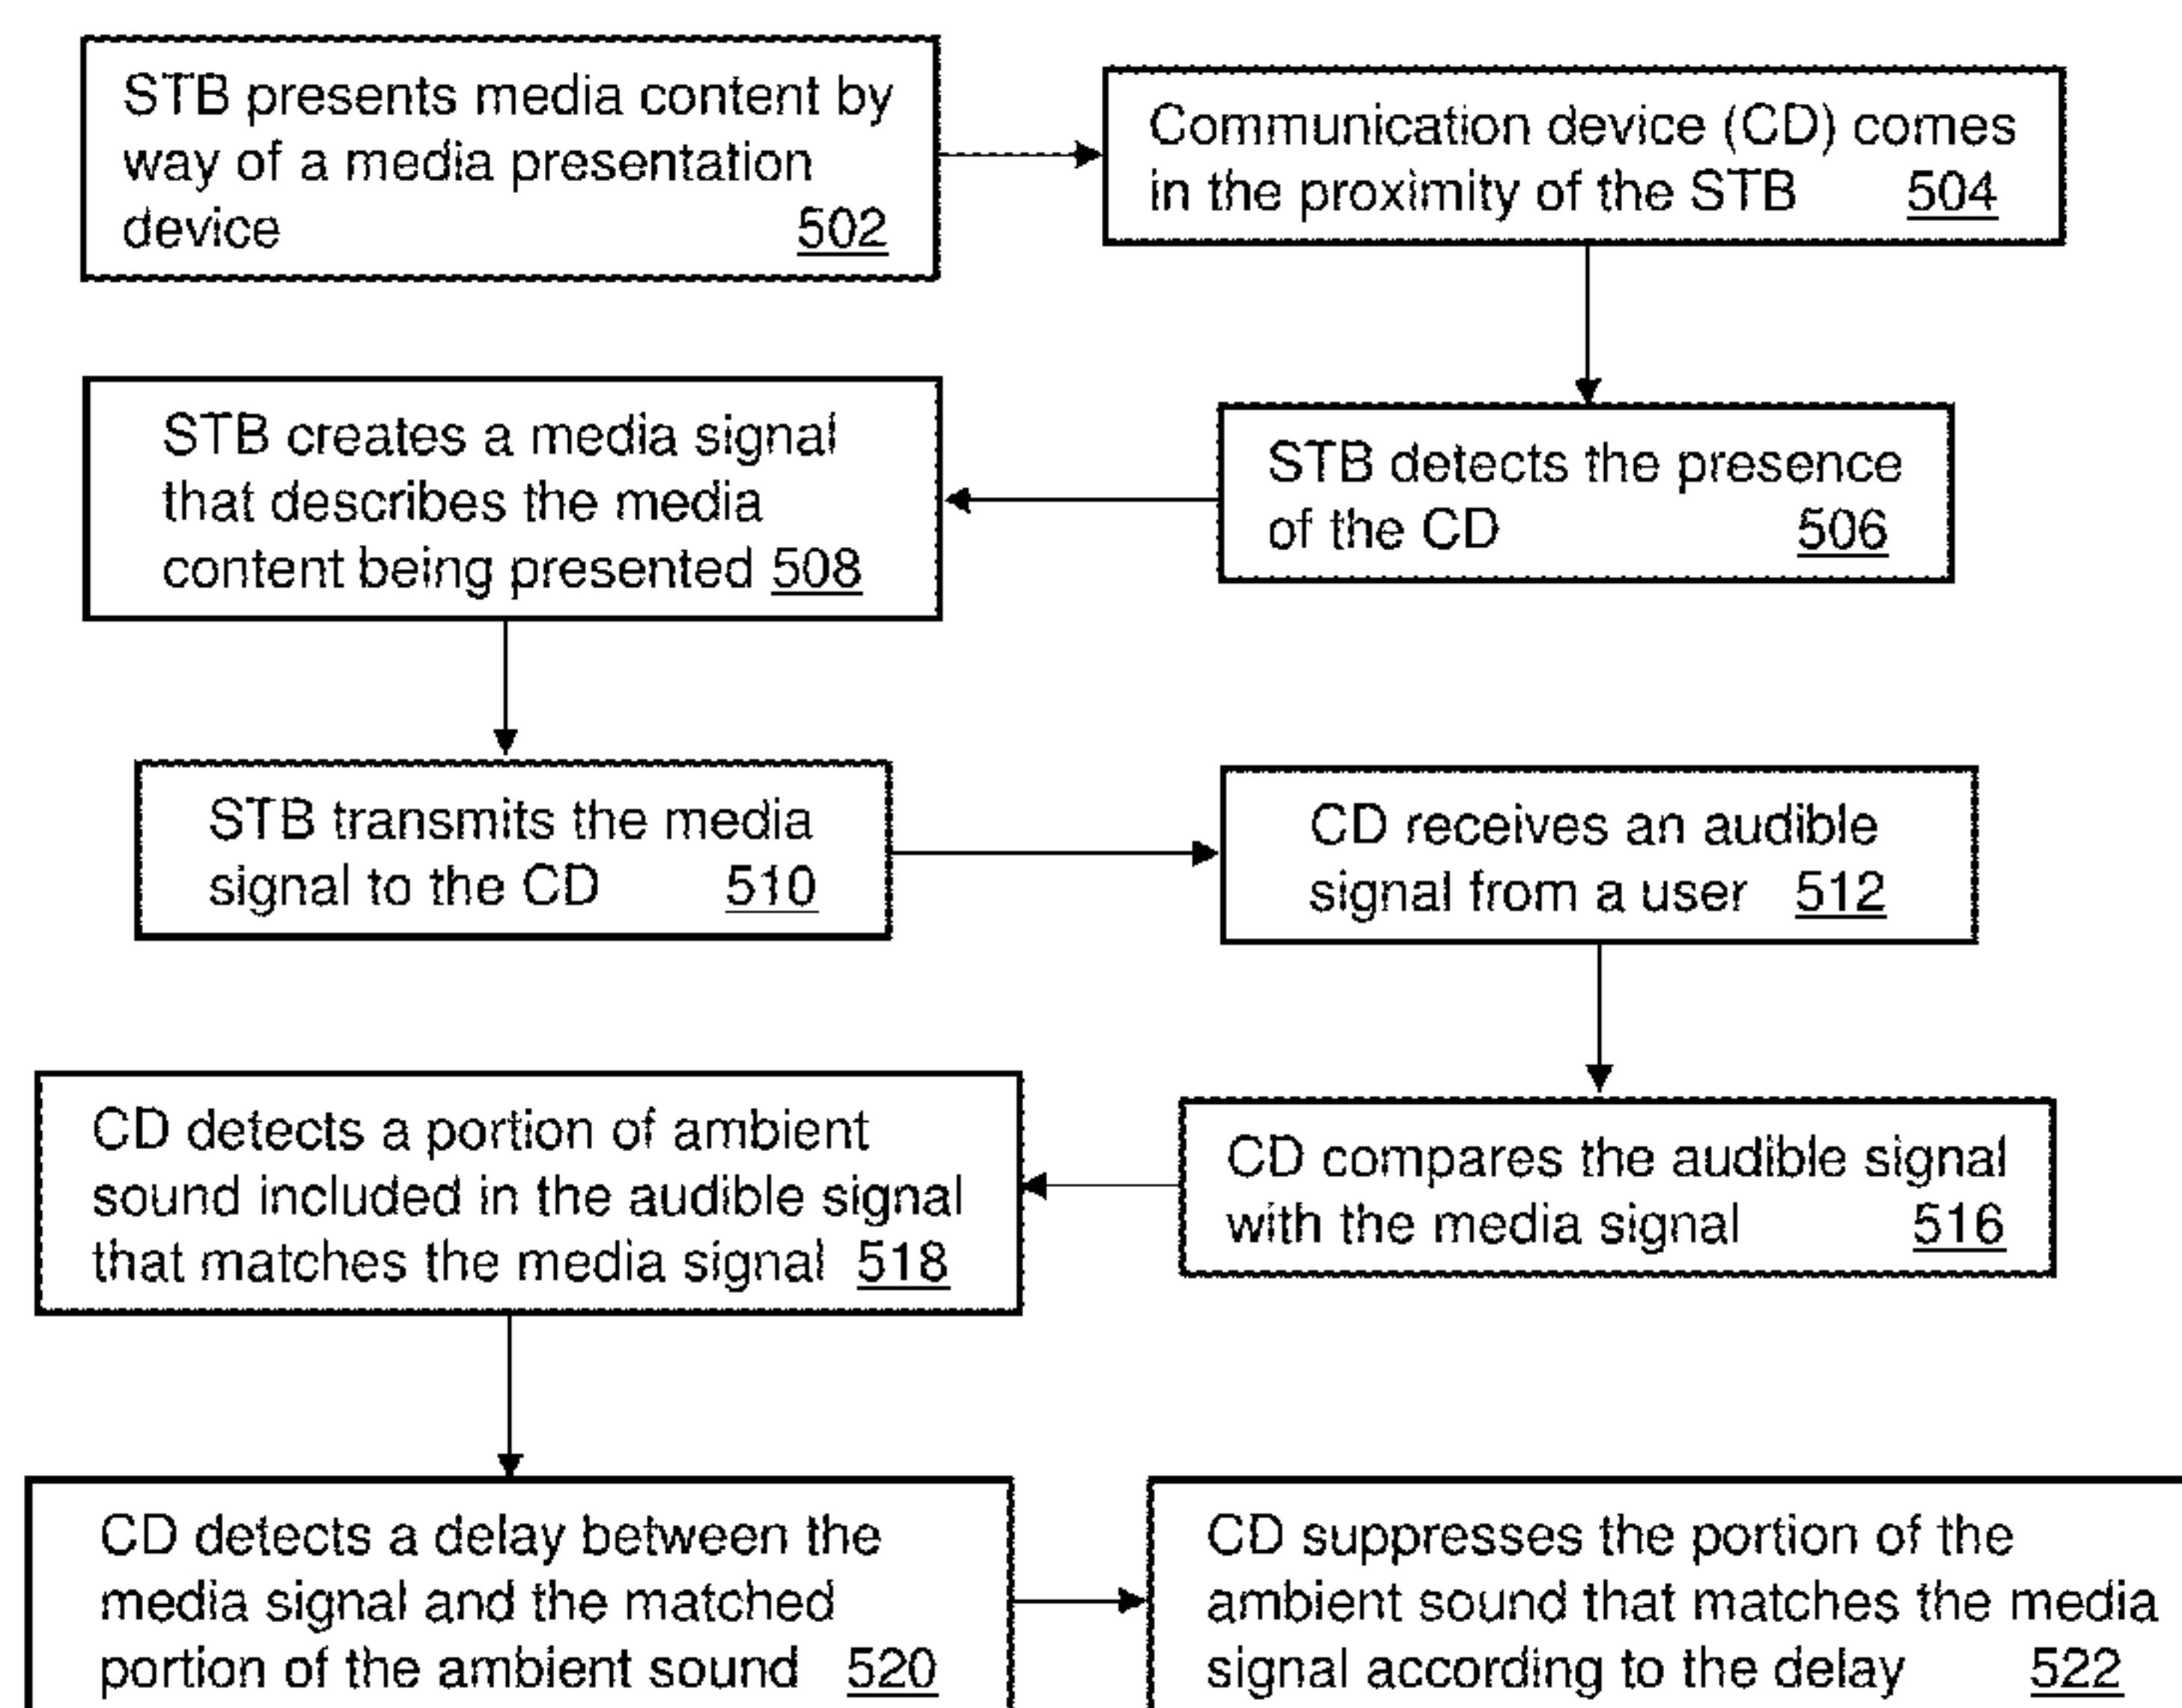 STB presents media content by
way of a media presentation
device 502
Communication device (CD) comes
in the proximity of the STB 504
STB detects the presence
of the CD 506
STB creates a media signal
that describes the media
content being presented 508
STB transmits the media
signal to the CD 510
CD receives an audible
signal from a user 512
CD compares the audible signal
with the media signal 516
CD detects a portion of ambient
sound included in the audible signal
that matches the media signal 518
CD detects a delay between the
media signal and the matched
portion of the ambient sound 520
CD suppresses the portion of the
ambient sound that matches the media
signal according to the delay 522